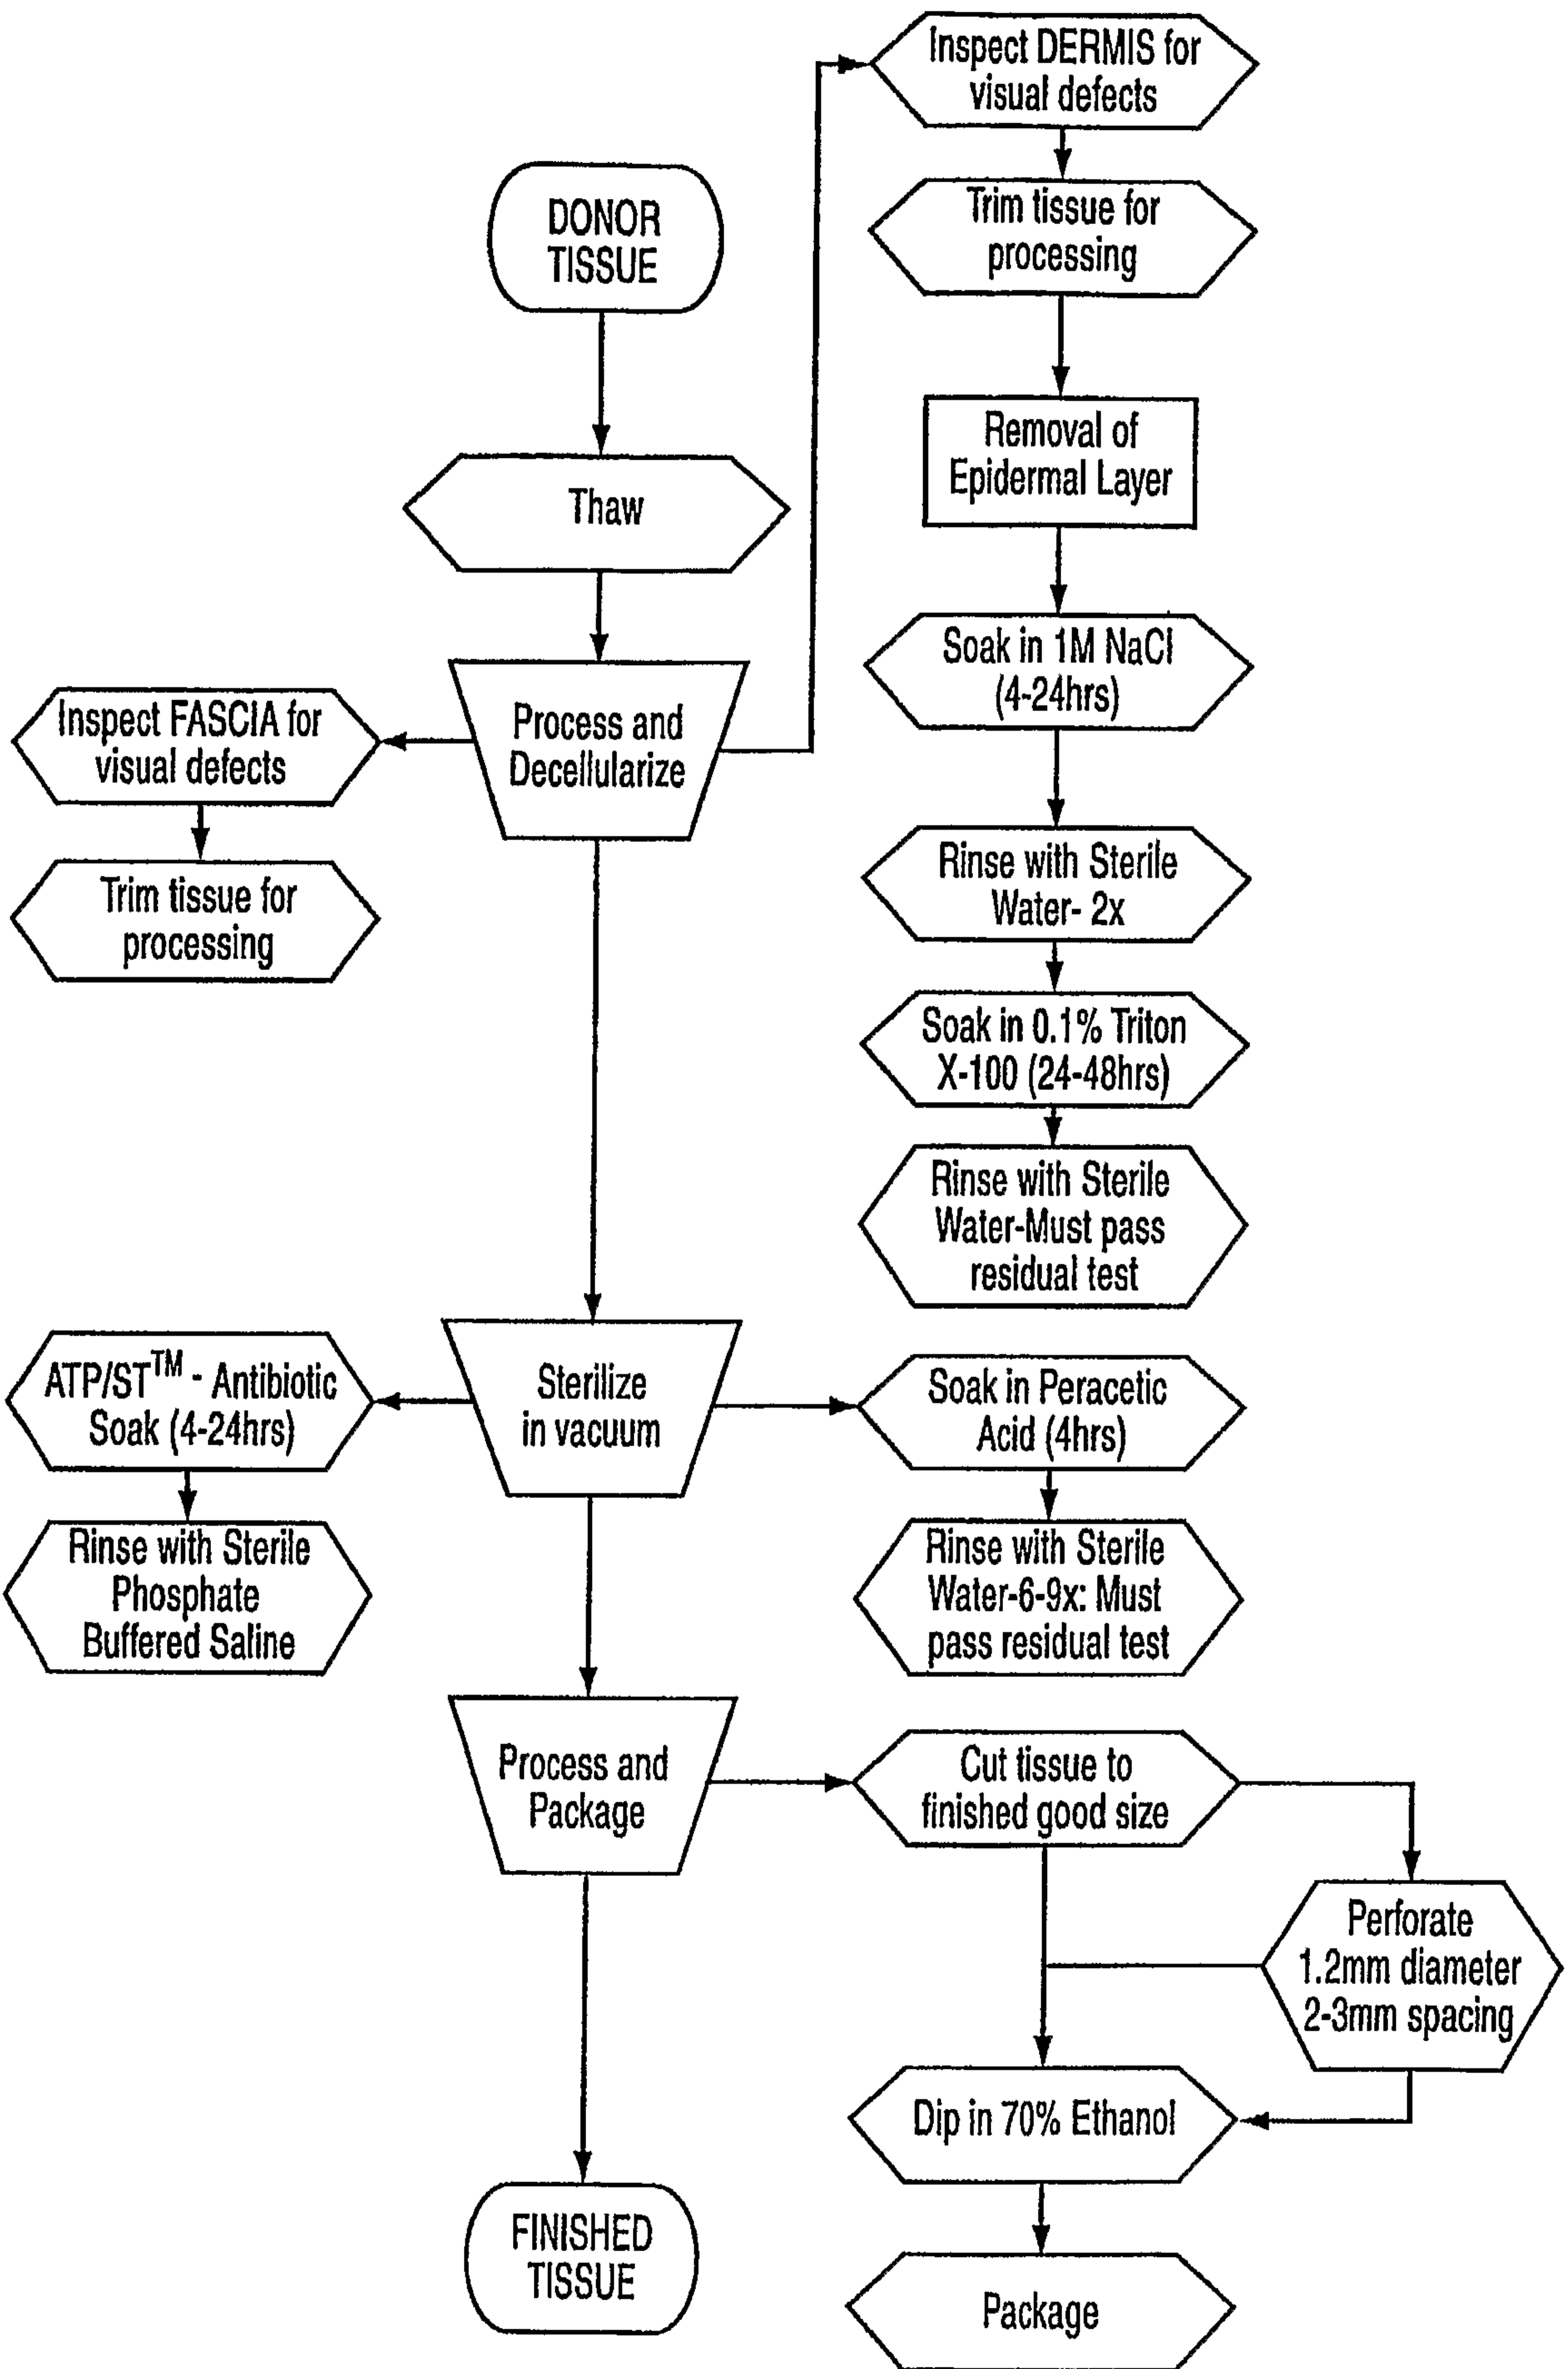 DONOR
TISSUE
Thaw
Process and
Decellularize
Inspect FASCIA for
visual defects
Trim tissue for
processing
Inspect DERMIS for
visual defects
Trim tissue for
processing
Removal of
Epidermal Layer
Soak in 1M NaCl
(4-24hrs)
Rinse with Sterile
Water- 2x
Soak in 0.1% Triton
X-100 (24-48hrs)
Rinse with Sterile
Water-Must pass
residual test
Sterilize
in vacuum
ATP/ST™ - Antibiotic
Soak (4-24hrs)
Rinse with Sterile
Phosphate
Buffered Saline
Soak in Peracetic
Acid (4hrs)
Rinse with Sterile
Water-6-9x: Must
pass residual test
Process and
Package
Cut tissue to
finished good size
Perforate
1.2mm diameter
2-3mm spacing
Dip in 70% Ethanol
Package
FINISHED
TISSUE